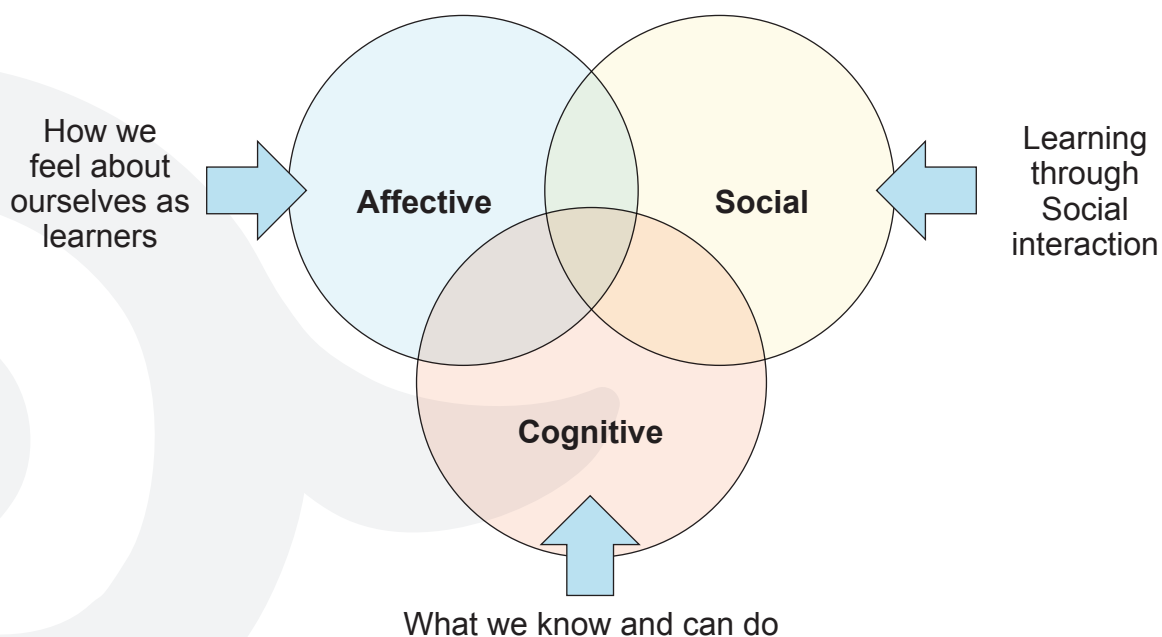 How we
feel about
ourselves as
learners
Affective
Social
Learning
through
Social
interaction
Cognitive
What we know and can do